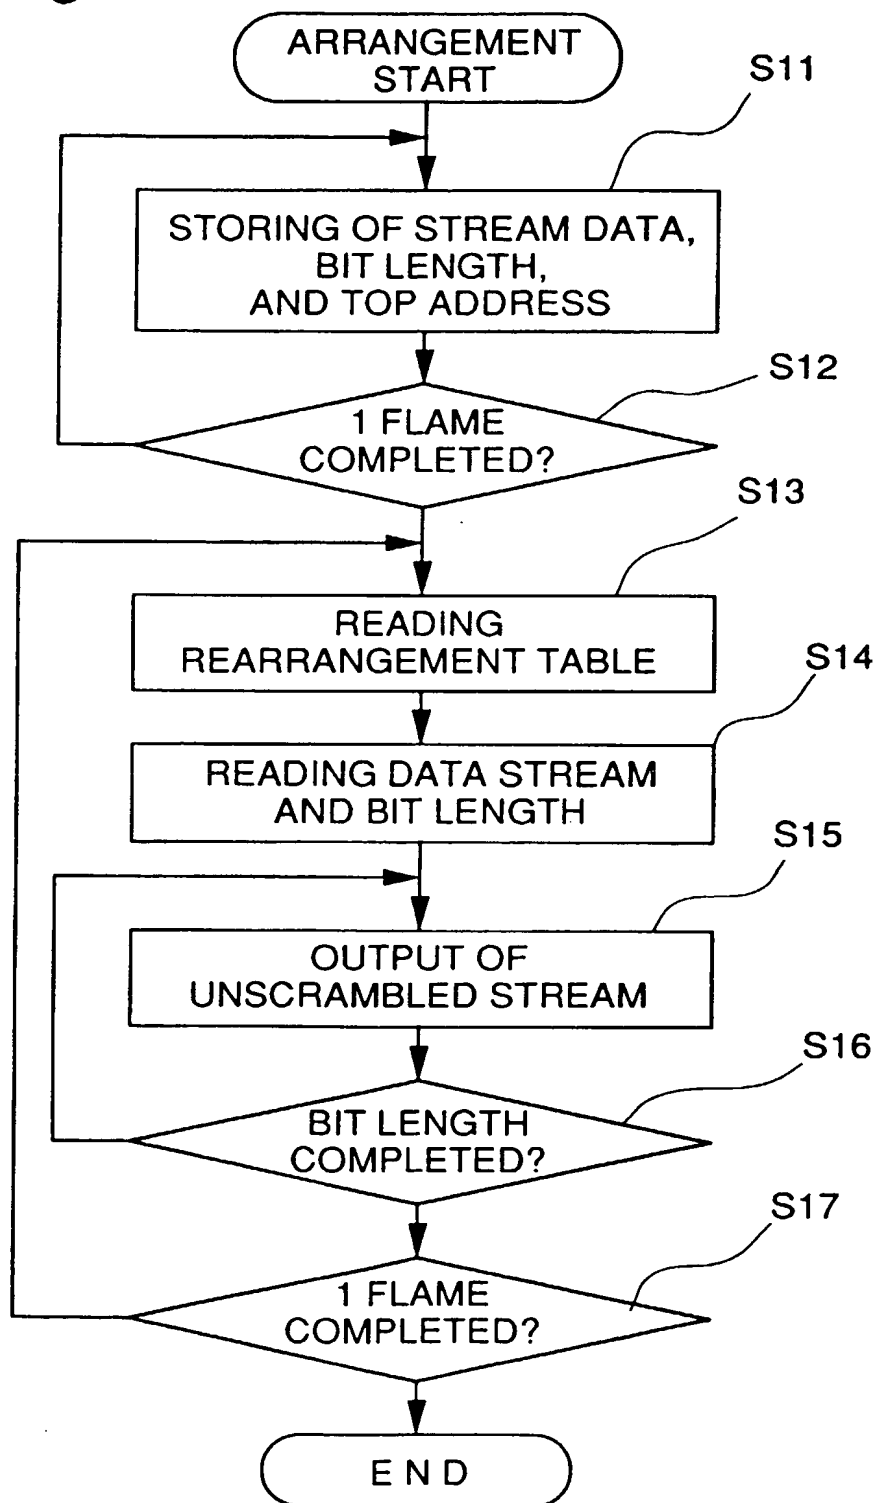 ARRANGEMENT
START
S11
STORING OF STREAM DATA,
BIT LENGTH,
AND TOP ADDRESS
S12
1 FLAME
COMPLETED?
S13
READING
REARRANGEMENT TABLE
S14
READING DATA STREAM
AND BIT LENGTH
S15
OUTPUT OF
UNSCRAMBLED STREAM
S16
BIT LENGTH
COMPLETED?
S17
1 FLAME
COMPLETED?
END